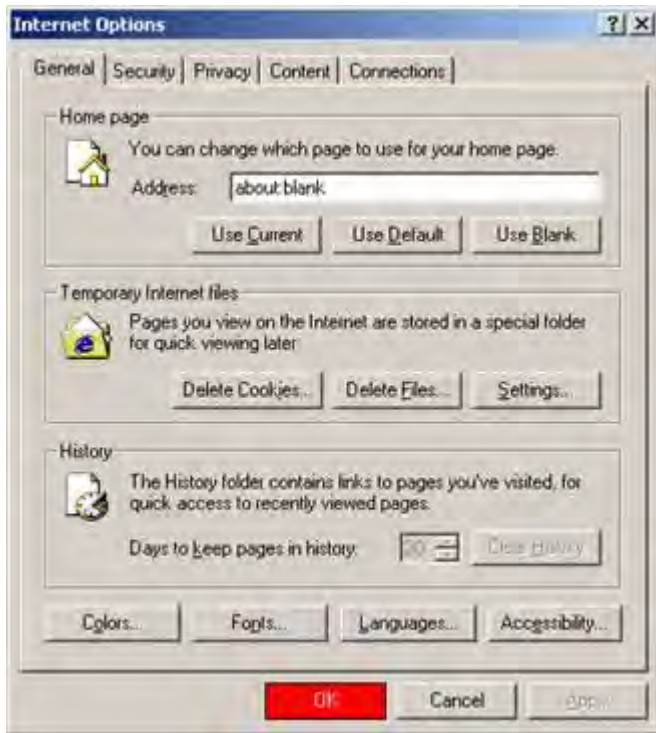 Internet Options
General Security Privacy Content Connections
Home page
You can change which page to use for your home page.
Address: about:blank
Use Current Use Default Use Blank
Temporary Internet files
Pages you view on the Internet are stored in a special folder
for quick viewing later.
Delete Cookies... Delete Files... Settings...
History
The History folder contains links to pages you've visited, for
quick access to recently viewed pages.
Days to keep pages in history: 20 Clear History
Colors... Fonts... Languages... Accessibility...
OK Cancel Apply